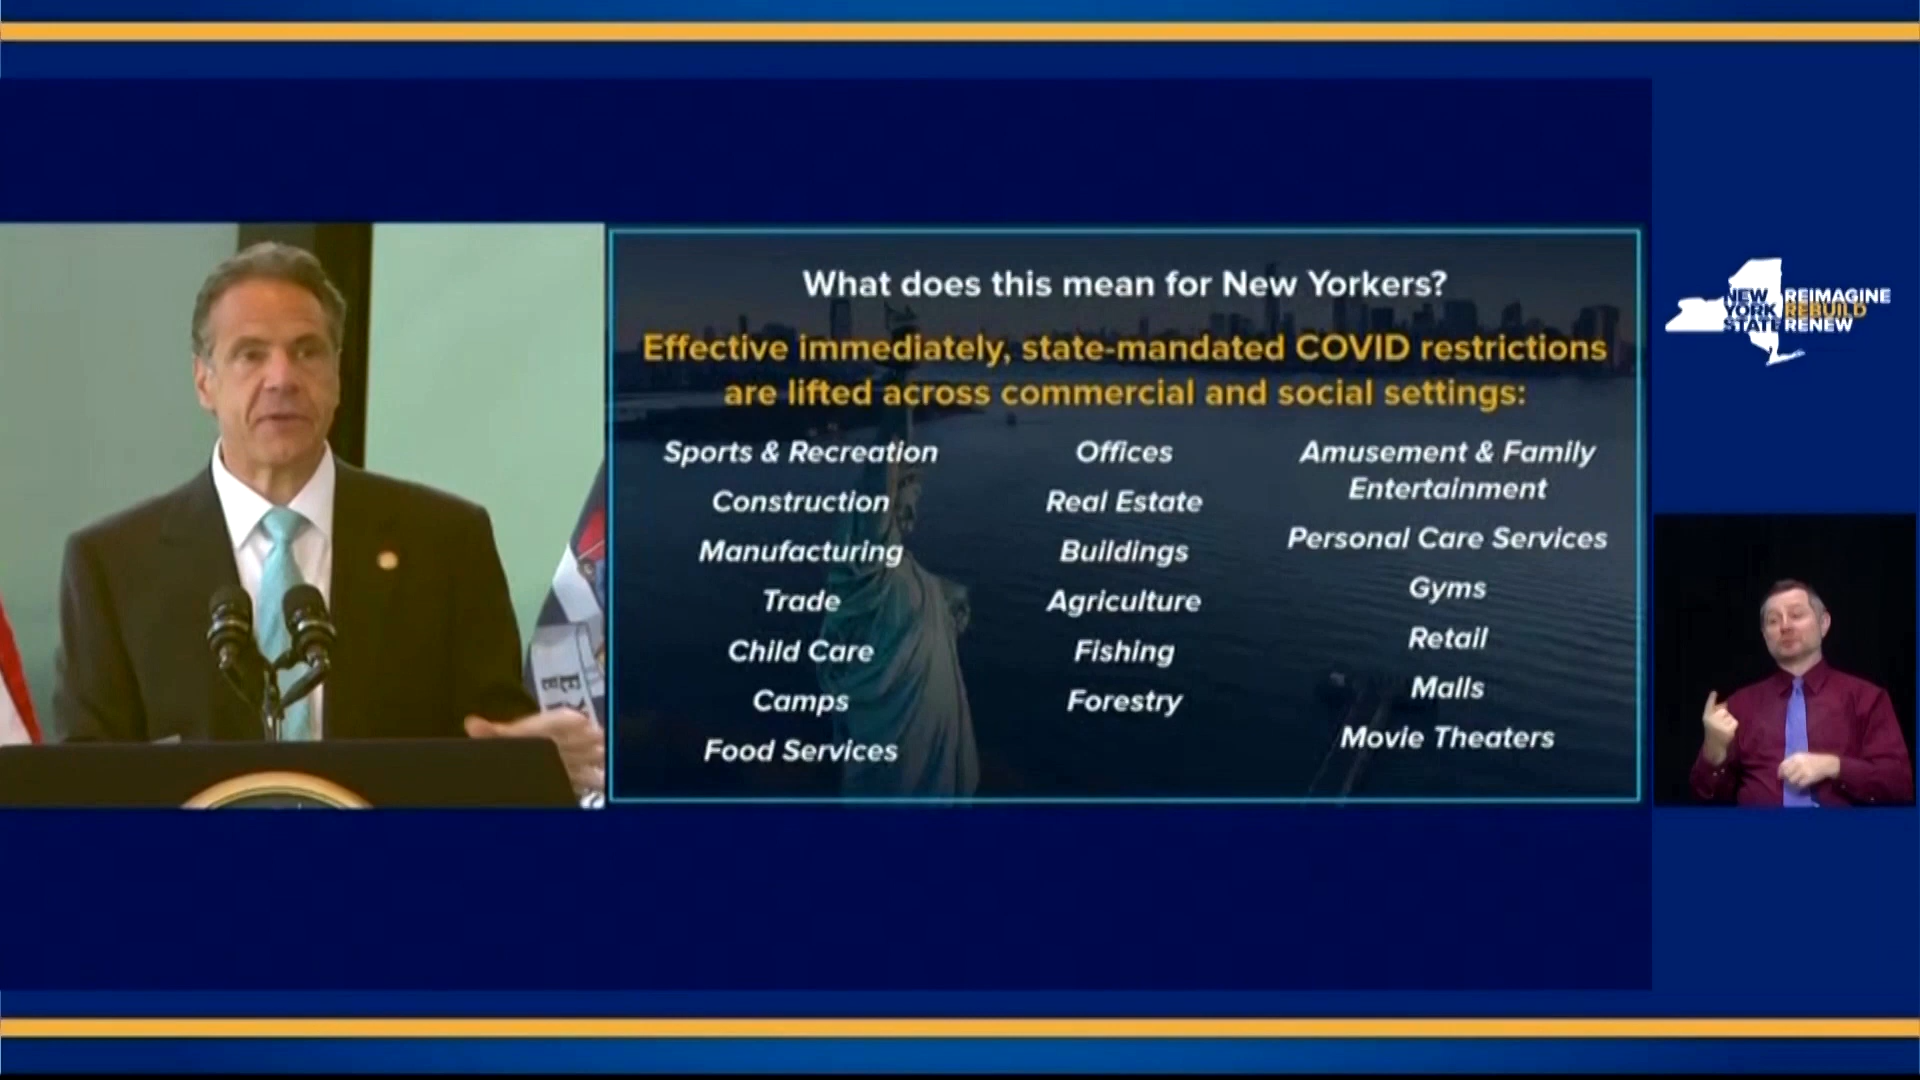 What does this mean for New Yorkers?
Effective immediately, state-mandated COVID restrictions
are lifted across commercial and social settings:
Sports & Recreation
Construction
Manufacturing
Trade
Child Care
Camps
Food Services
Offices
Real Estate
Buildings
Agriculture
Fishing
Forestry
Amusement & Family
Entertainment
Personal Care Services
Gyms
Retail
Malls
Movie Theaters
NEW
YORK
STATE
REIMAGINE
REBUILD
RENEW